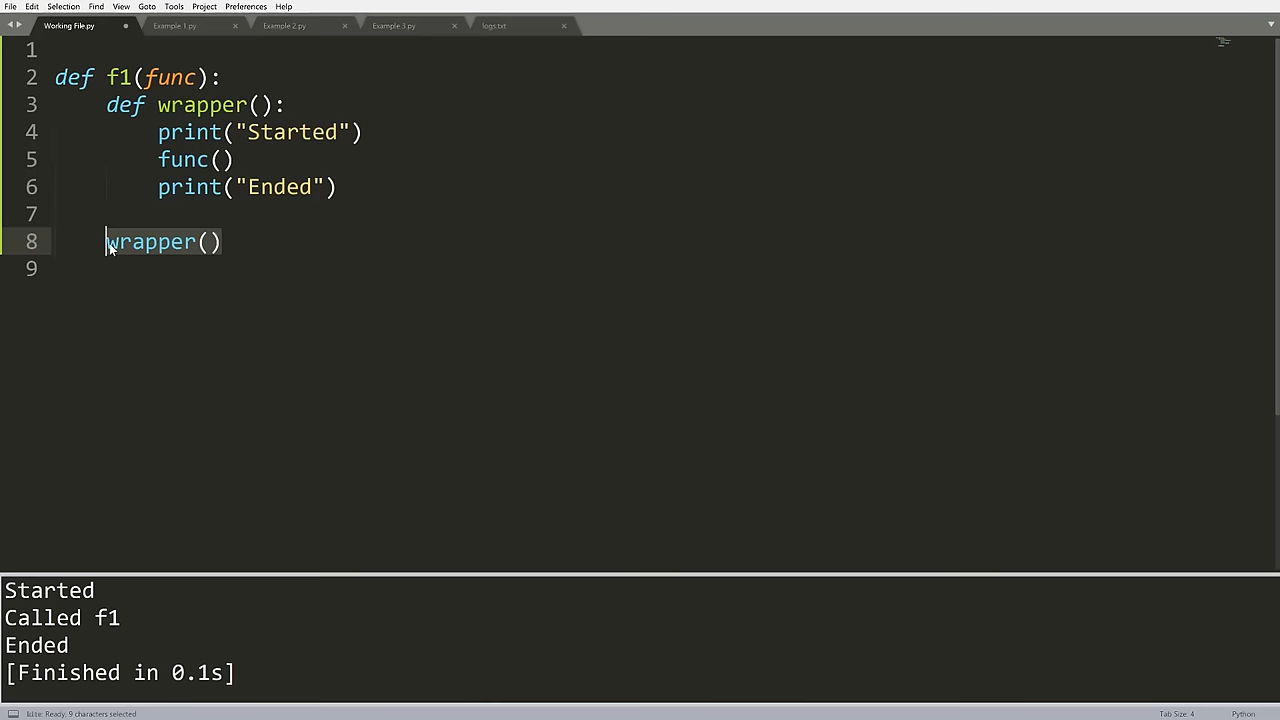 File Edit Selection Find View Goto Tools Project Preferences Help
Working File.py Example 1.py Example 2.py Example 3.py logs.txt
1
2 def f1(func):
3 def wrapper():
4 print("Started")
5 func()
6 print("Ended")
7
8 wrapper()
9
Started
Called f1
Ended
[Finished in 0.1s]
kite: Ready, 9 characters selected Tab Size: 4 Python